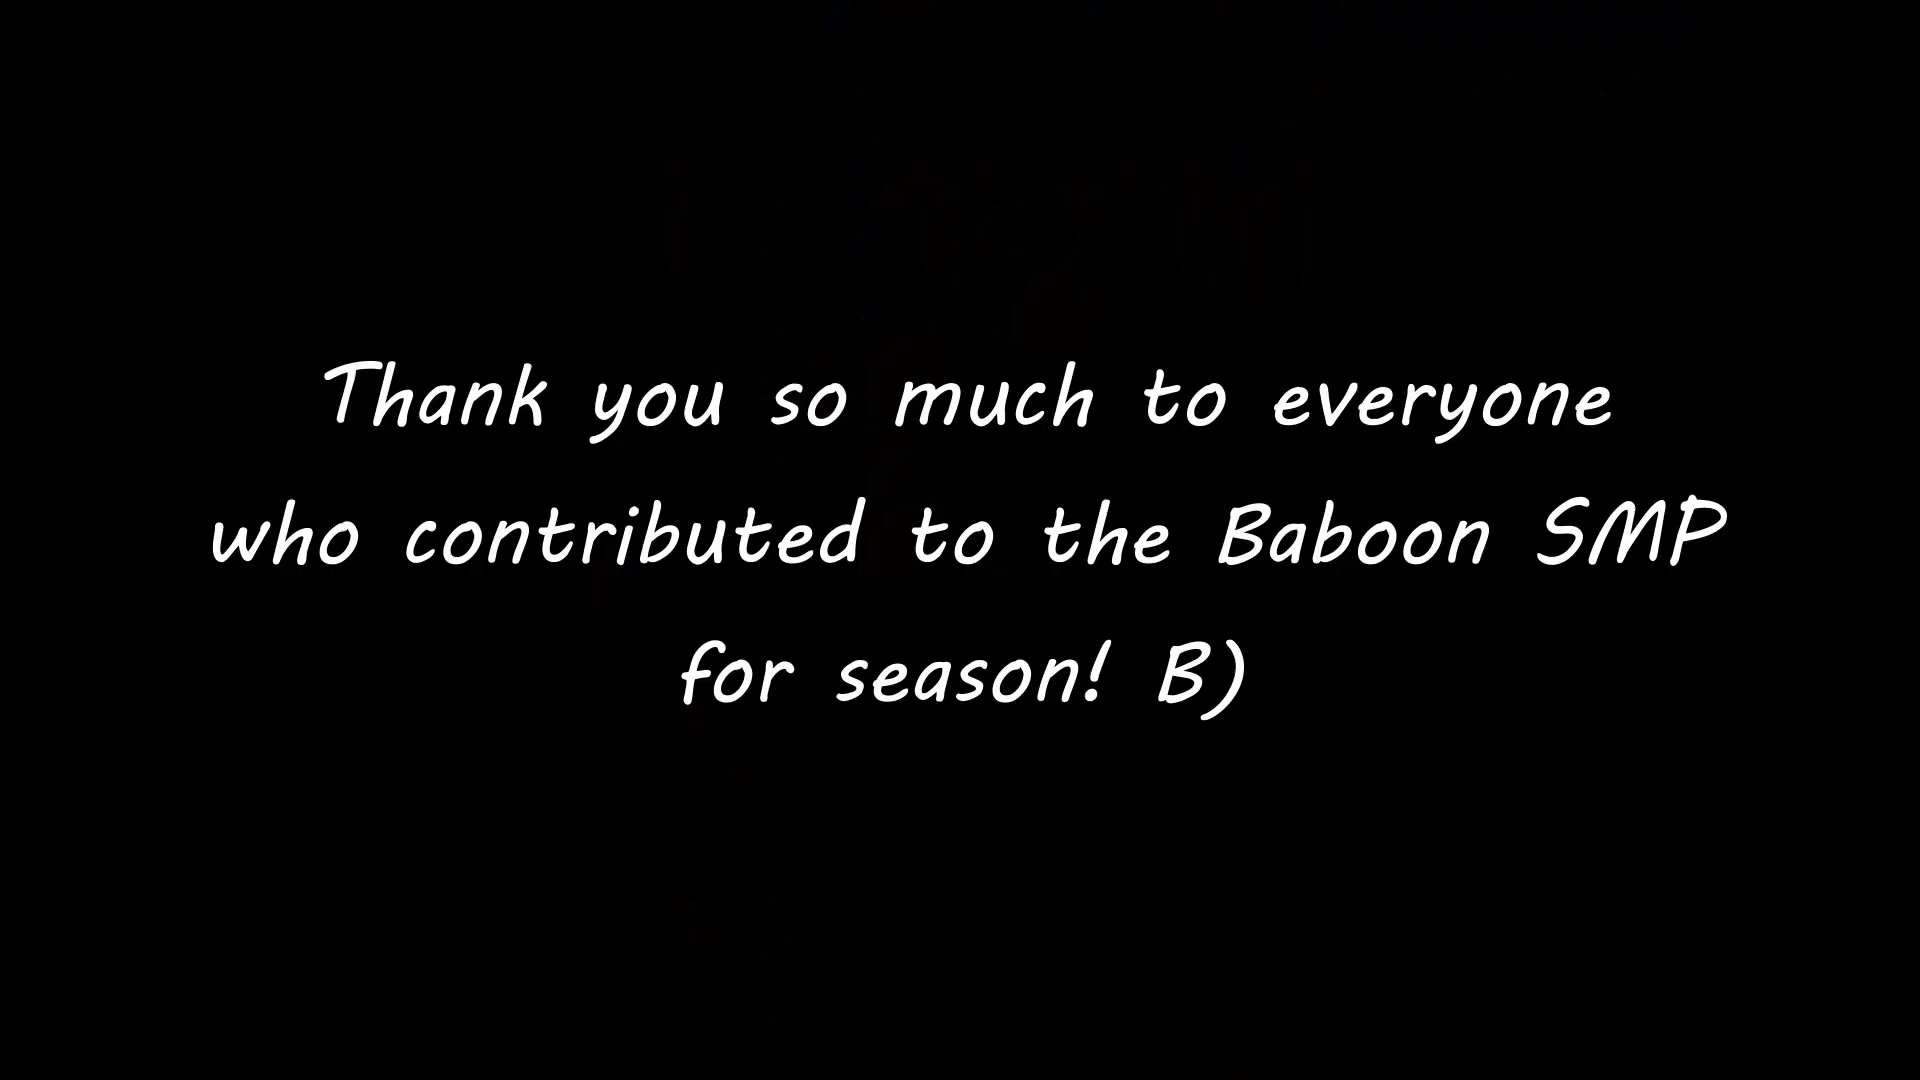 Thank you so much to everyone
who contributed to the Baboon SMP
for season! B)